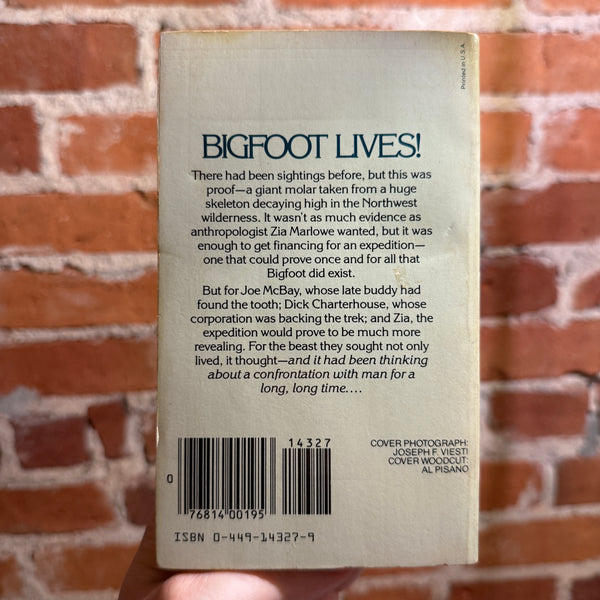 Printed in U.S.A.
BIGFOOT LIVES!
There had been sightings before, but this was
proof—a giant molar taken from a huge
skeleton decaying high in the Northwest
wilderness. It wasn't as much evidence as
anthropologist Zia Marlowe wanted, but it was
enough to get financing for an expedition—
one that could prove once and for all that
Bigfoot did exist.
But for Joe McBay, whose late buddy had
found the tooth; Dick Charterhouse, whose
corporation was backing the trek; and Zia, the
expedition would prove to be much more
revealing. For the beast they sought not only
lived, it thought—and it had been thinking
about a confrontation with man for a
long, long time....
14327
0
76814 00195
ISBN 0-449-14327-9
COVER PHOTOGRAPH:
JOSEPH F. VIESTI
COVER WOODCUT:
AL PISANO